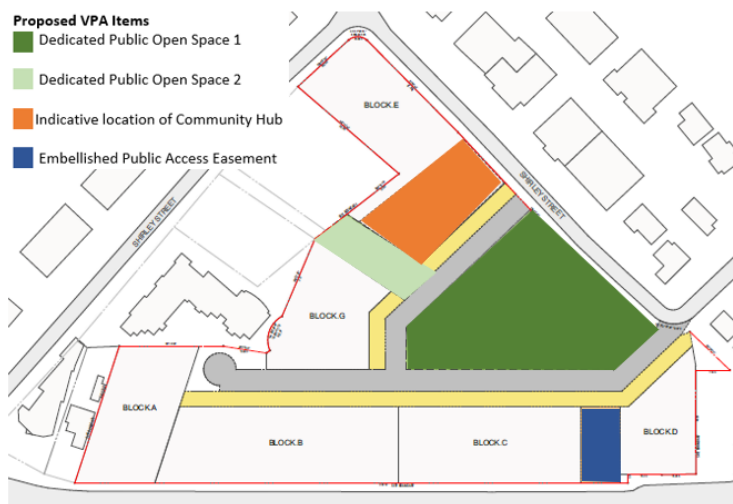 Proposed VPA Items
Dedicated Public Open Space 1
Dedicated Public Open Space 2
Indicative location of Community Hub
Embellished Public Access Easement
BLOCK.E
SHIRLEY STREET
SHIRLEY STREET
BLOCK.G
BLOCK.A
BLOCK.B
BLOCK.C
BLOCK.D